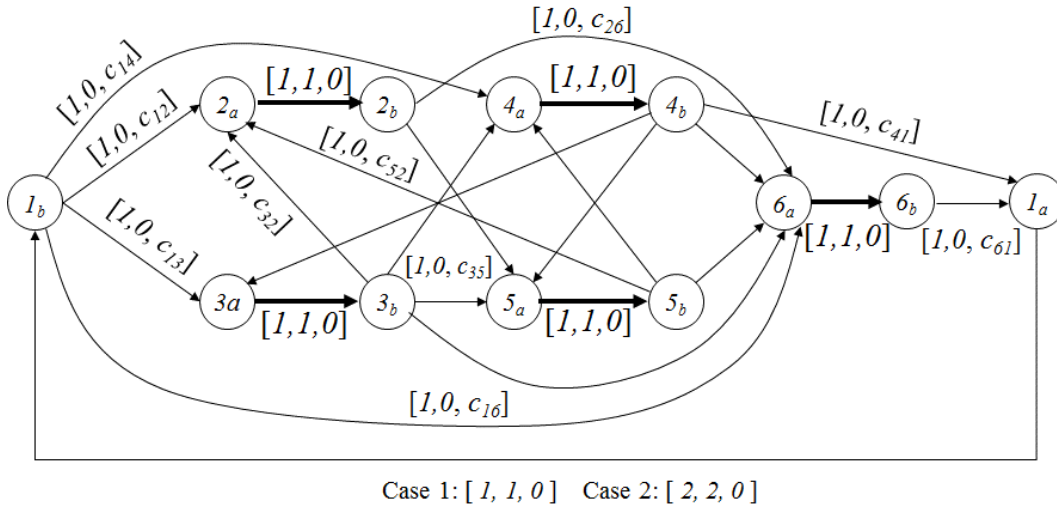 [1,0, c14]
[1,0, c12]
[1,0, c13]
1b
2a
[1,1,0]
2b
[1,0, c26]
4a
[1,1,0]
4b
[1,0, c41]
[1,0, c52]
[1,0, c32]
6a
[1,1,0]
6b
[1,0, c61]
1a
3a
[1,1,0]
3b
[1,0, c35]
5a
[1,1,0]
5b
[1,0, c16]
Case 1: [ 1, 1, 0 ] Case 2: [ 2, 2, 0 ]